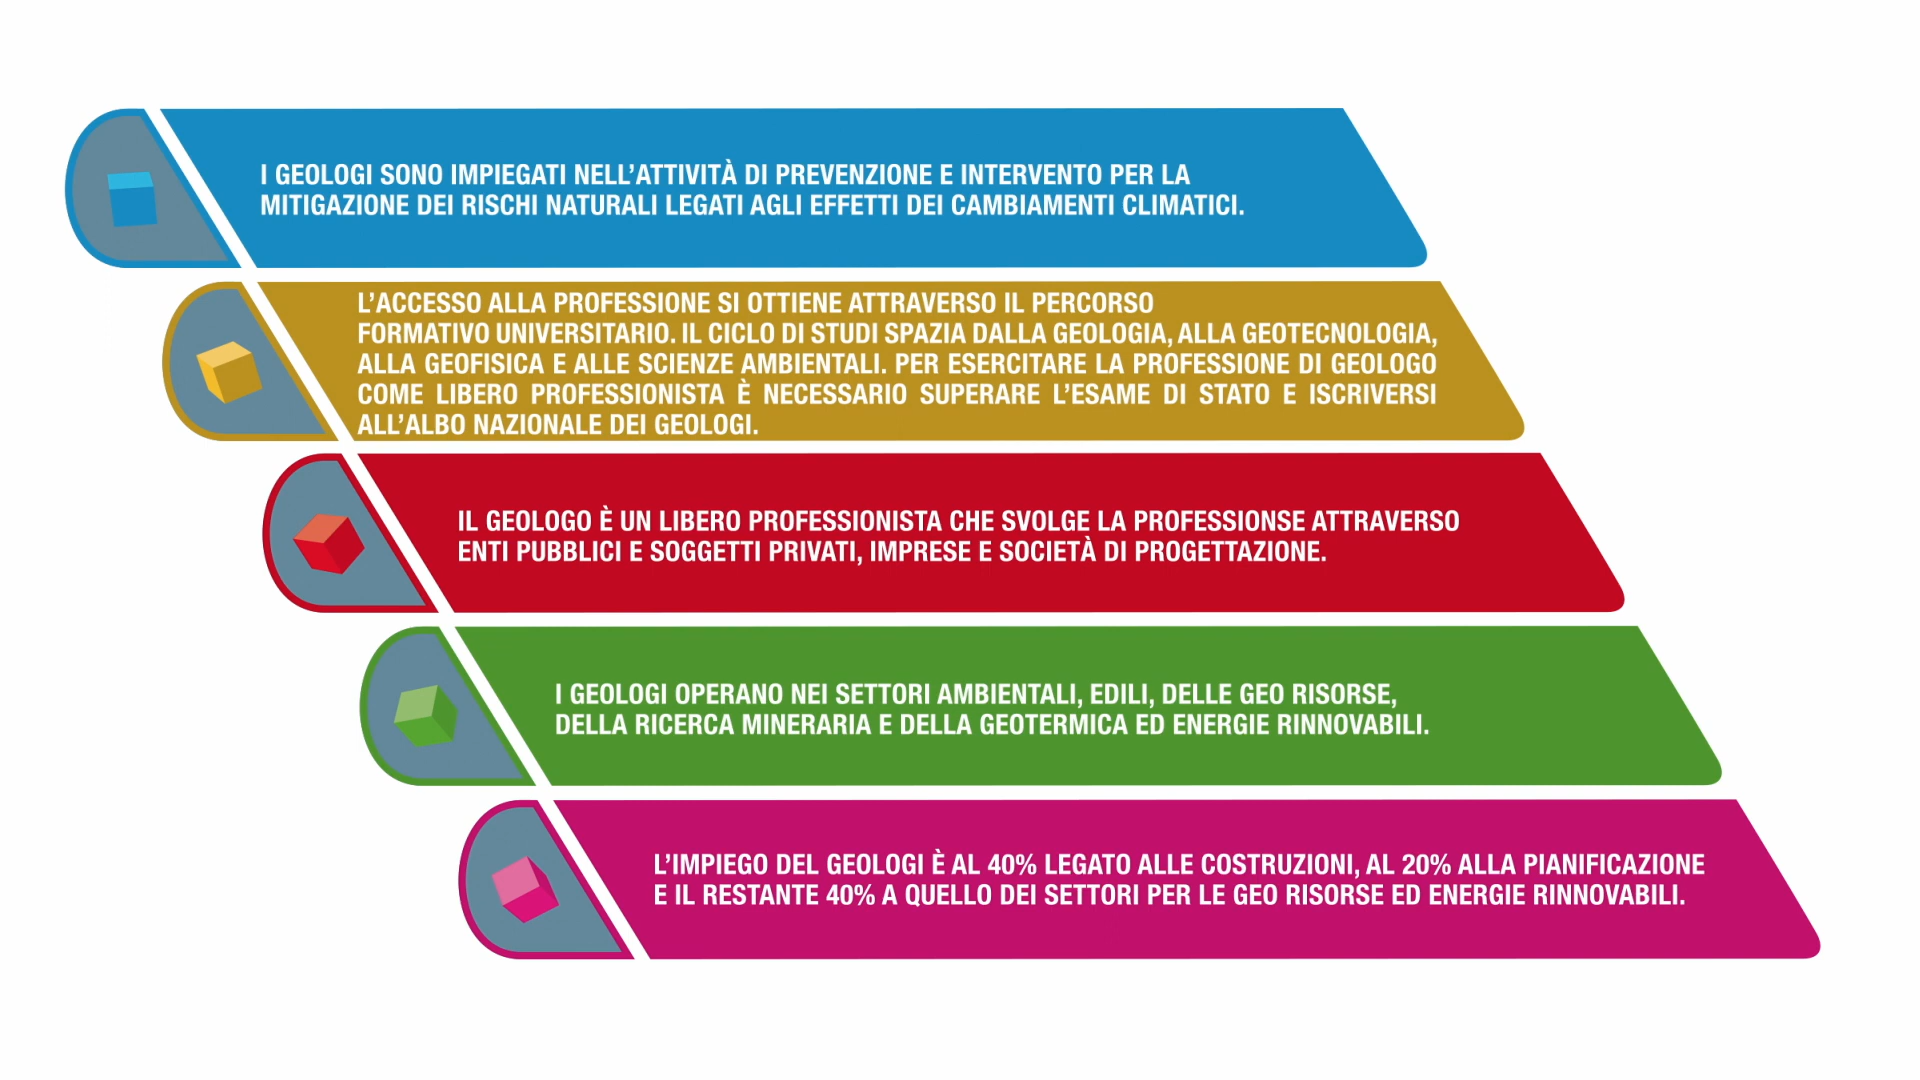 I GEOLOGI SONO IMPIEGATI NELL'ATTIVITÀ DI PREVENZIONE E INTERVENTO PER LA
MITIGAZIONE DEI RISCHI NATURALI LEGATI AGLI EFFETTI DEI CAMBIAMENTI CLIMATICI.
L'ACCESSO ALLA PROFESSIONE SI OTTIENE ATTRAVERSO IL PERCORSO
FORMATIVO UNIVERSITARIO. IL CICLO DI STUDI SPAZIA DALLA GEOLOGIA, ALLA GEOTECNOLOGIA,
ALLA GEOFISICA E ALLE SCIENZE AMBIENTALI. PER ESERCITARE LA PROFESSIONE DI GEOLOGO
COME LIBERO PROFESSIONISTA È NECESSARIO SUPERARE L'ESAME DI STATO E ISCRIVERSI
ALL'ALBO NAZIONALE DEI GEOLOGI.
IL GEOLOGO È UN LIBERO PROFESSIONISTA CHE SVOLGE LA PROFESSIONSE ATTRAVERSO
ENTI PUBBLICI E SOGGETTI PRIVATI, IMPRESE E SOCIETÀ DI PROGETTAZIONE.
I GEOLOGI OPERANO NEI SETTORI AMBIENTALI, EDILI, DELLE GEO RISORSE,
DELLA RICERCA MINERARIA E DELLA GEOTERMICA ED ENERGIE RINNOVABILI.
L'IMPIEGO DEL GEOLOGI È AL 40% LEGATO ALLE COSTRUZIONI, AL 20% ALLA PIANIFICAZIONE
E IL RESTANTE 40% A QUELLO DEI SETTORI PER LE GEO RISORSE ED ENERGIE RINNOVABILI.